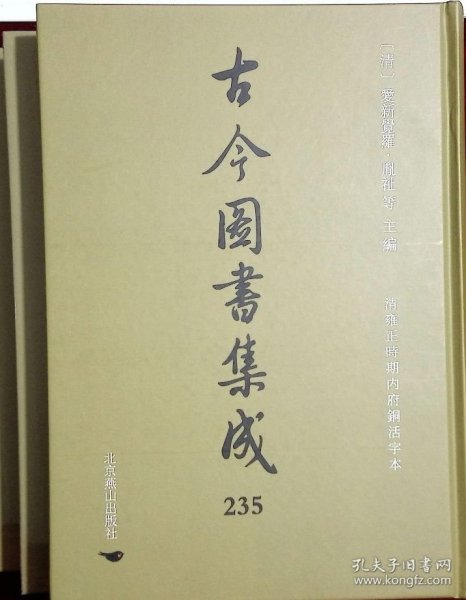 〔清〕 愛新覺羅·胤祉 等 主編
清雍正時期内府銅活字本
古今图書集成
235
北京燕山出版社
孔夫子旧书网
www.kongfz.com